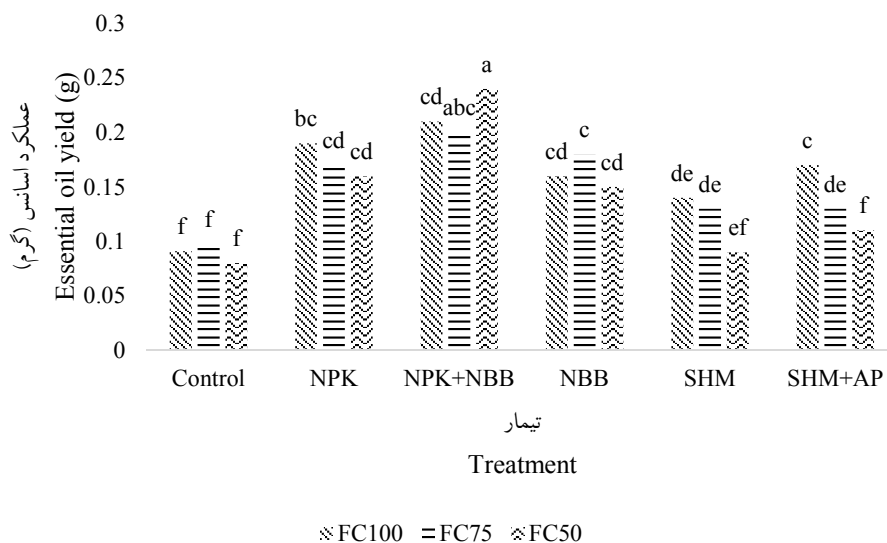 عملکرد اسانس (گرم)
Essential oil yield (g)
0.3
0.25
0.2
0.15
0.1
0.05
0
f f f
bc cd cd
cd abc a
cd c cd
de de ef
c de f
Control NPK NPK+NBB NBB SHM SHM+AP
تیمار
Treatment
FC100 FC75 FC50